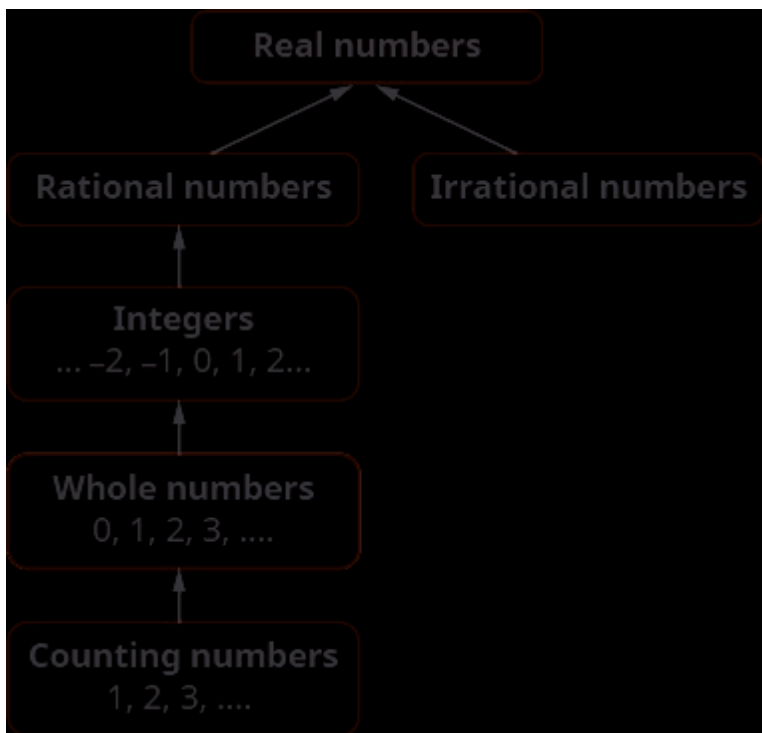 Real numbers
Rational numbers
Irrational numbers
Integers
... –2, –1, 0, 1, 2...
Whole numbers
0, 1, 2, 3, ....
Counting numbers
1, 2, 3, ....